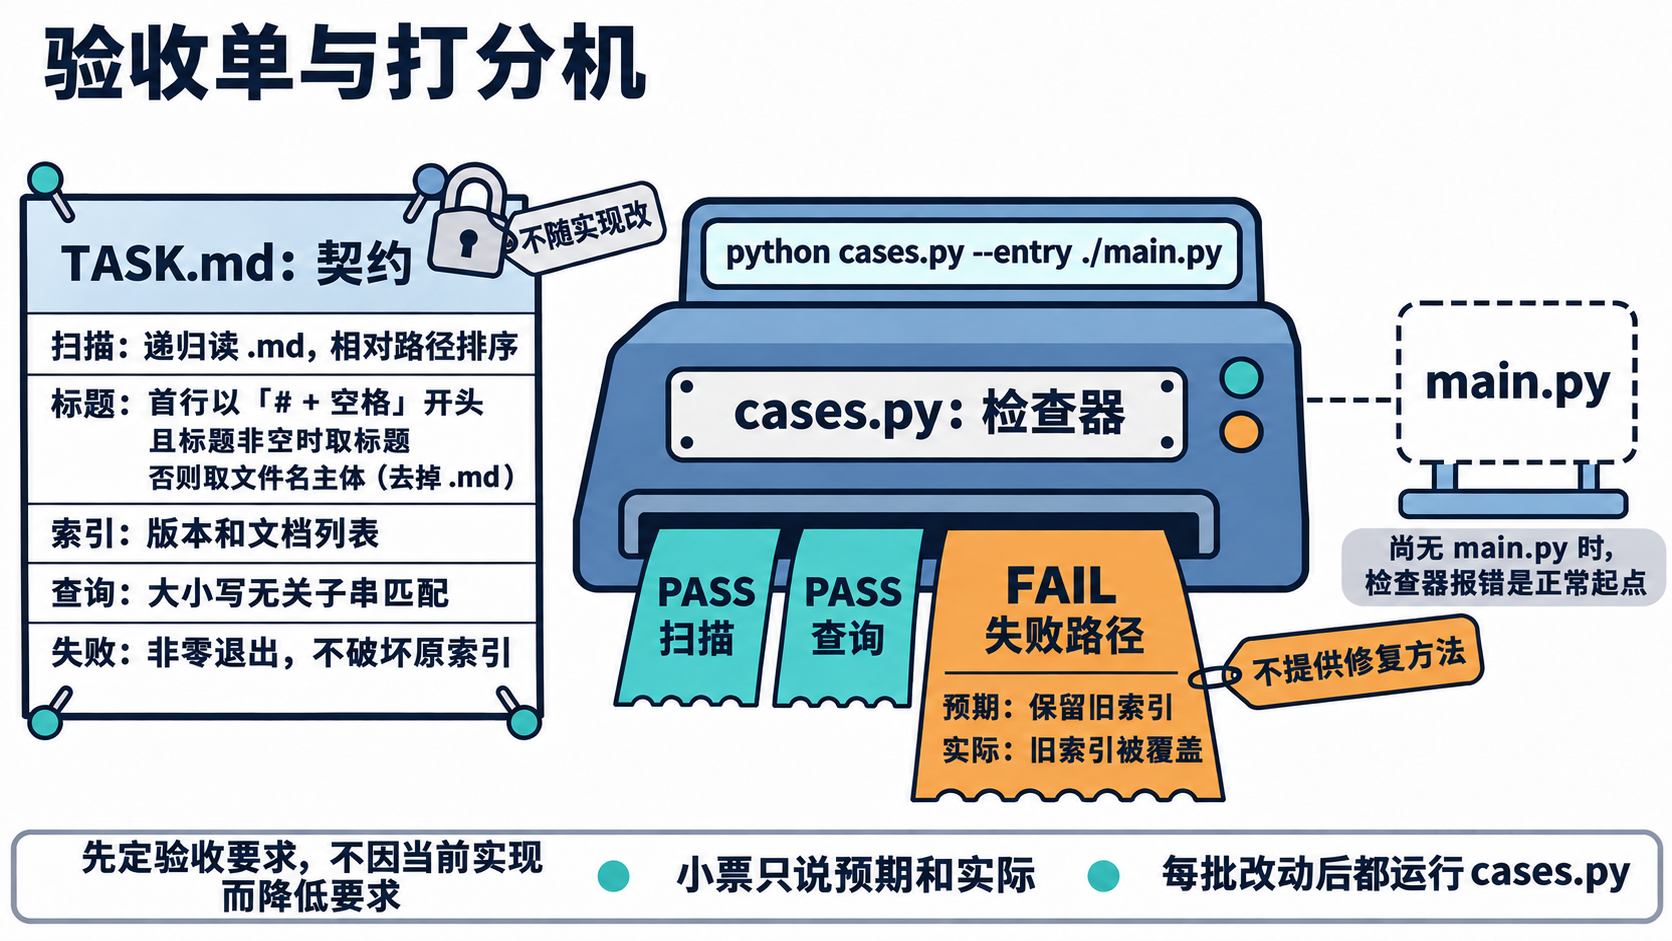 验收单与打分机
TASK.md：契约
不随实现改
扫描：递归读 .md，相对路径排序
标题：首行以「# + 空格」开头
且标题非空时取标题
否则取文件名主体（去掉 .md）
索引：版本和文档列表
查询：大小写无关子串匹配
失败：非零退出，不破坏原索引
python cases.py --entry ./main.py
cases.py：检查器
PASS
扫描
PASS
查询
FAIL
失败路径
预期：保留旧索引
实际：旧索引被覆盖
不提供修复方法
main.py
尚无 main.py 时，
检查器报错是正常起点
先定验收要求，不因当前实现
而降低要求
小票只说预期和实际
每批改动后都运行 cases.py